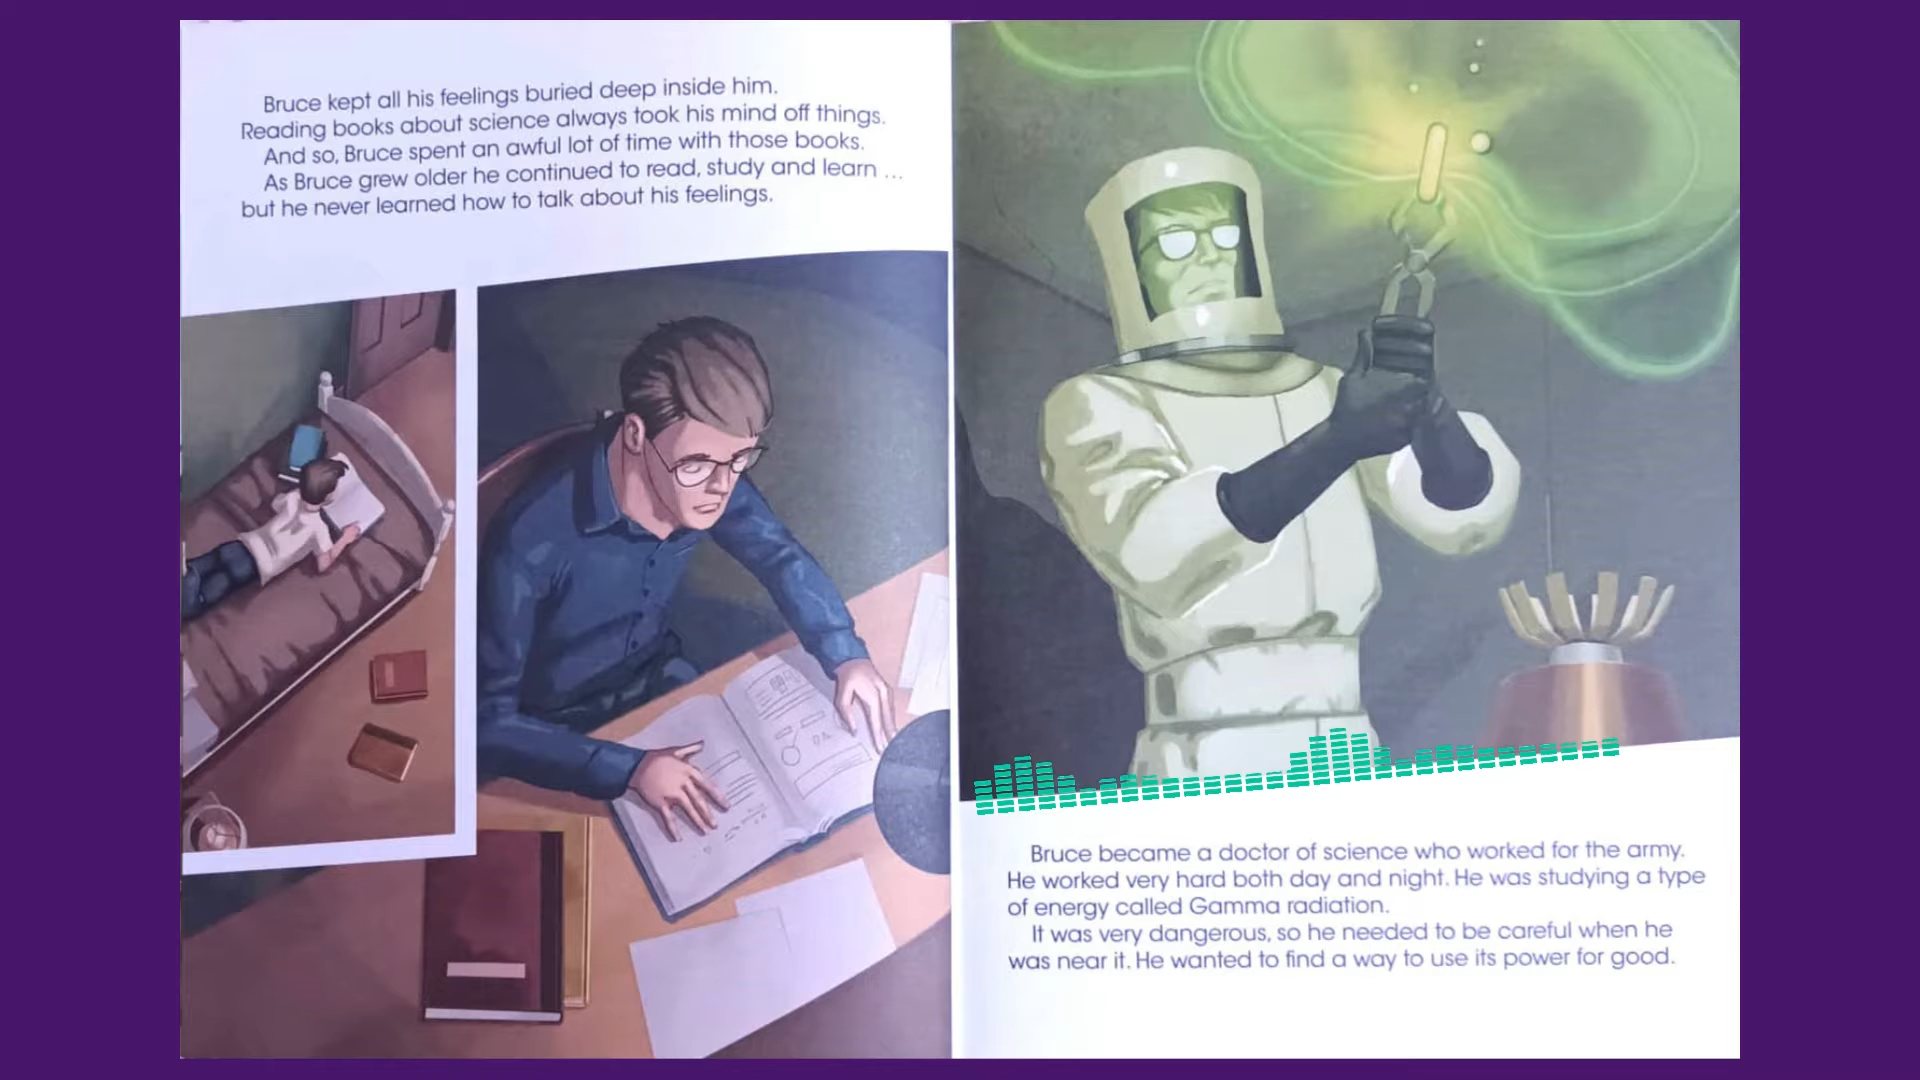 Bruce kept all his feelings buried deep inside him.
Reading books about science always took his mind off things.
And so, Bruce spent an awful lot of time with those books.
As Bruce grew older he continued to read, study and learn ...
but he never learned how to talk about his feelings.
Bruce became a doctor of science who worked for the army.
He worked very hard both day and night. He was studying a type
of energy called Gamma radiation.
It was very dangerous, so he needed to be careful when he
was near it. He wanted to find a way to use its power for good.